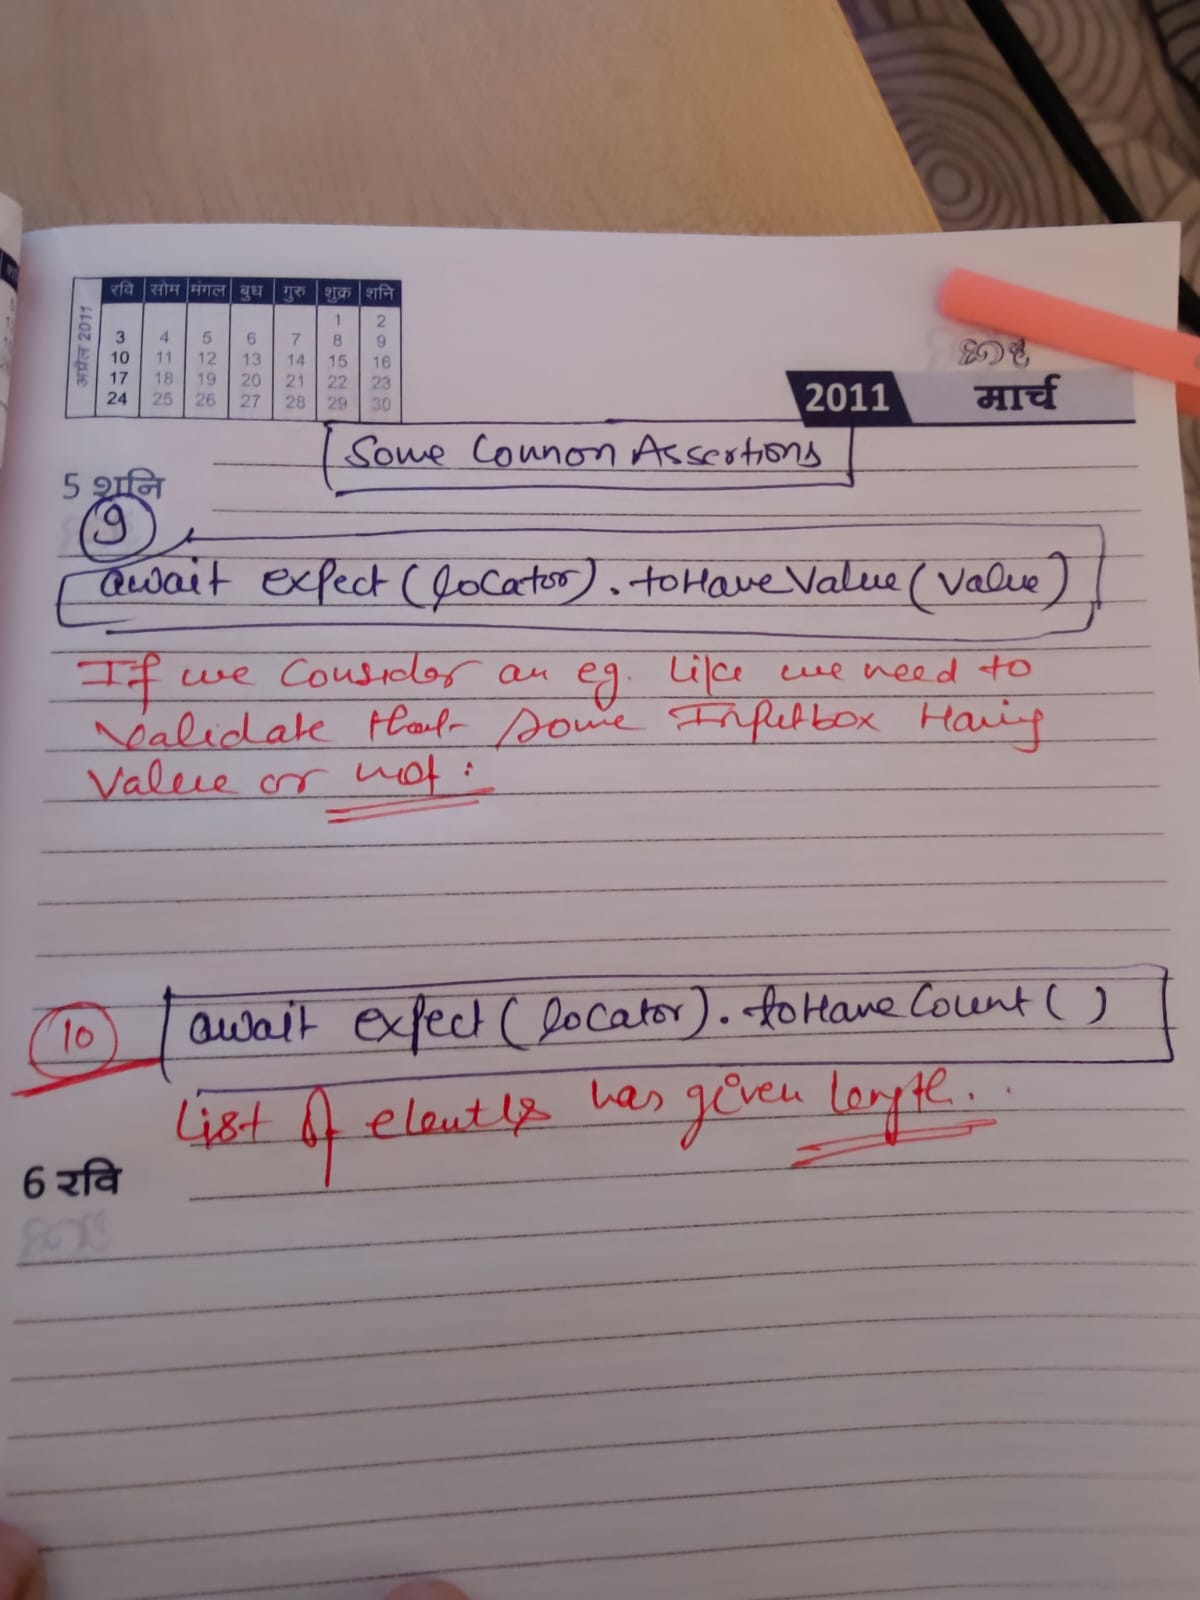 अप्रैल 2011
रवि सोम मंगल बुध गुरु शुक्र शनि
1 2
3 4 5 6 7 8 9
10 11 12 13 14 15 16
17 18 19 20 21 22 23
24 25 26 27 28 29 30
2011 मार्च
Some Common Assertions
5 शनि
9
await expect (locator). toHaveValue (Value)
If we Consider an eg. like we need to
validate that some Inputbox Having
Value or not :
10
await expect (locator). toHaveCount ( )
List of has given length. .
6 रवि